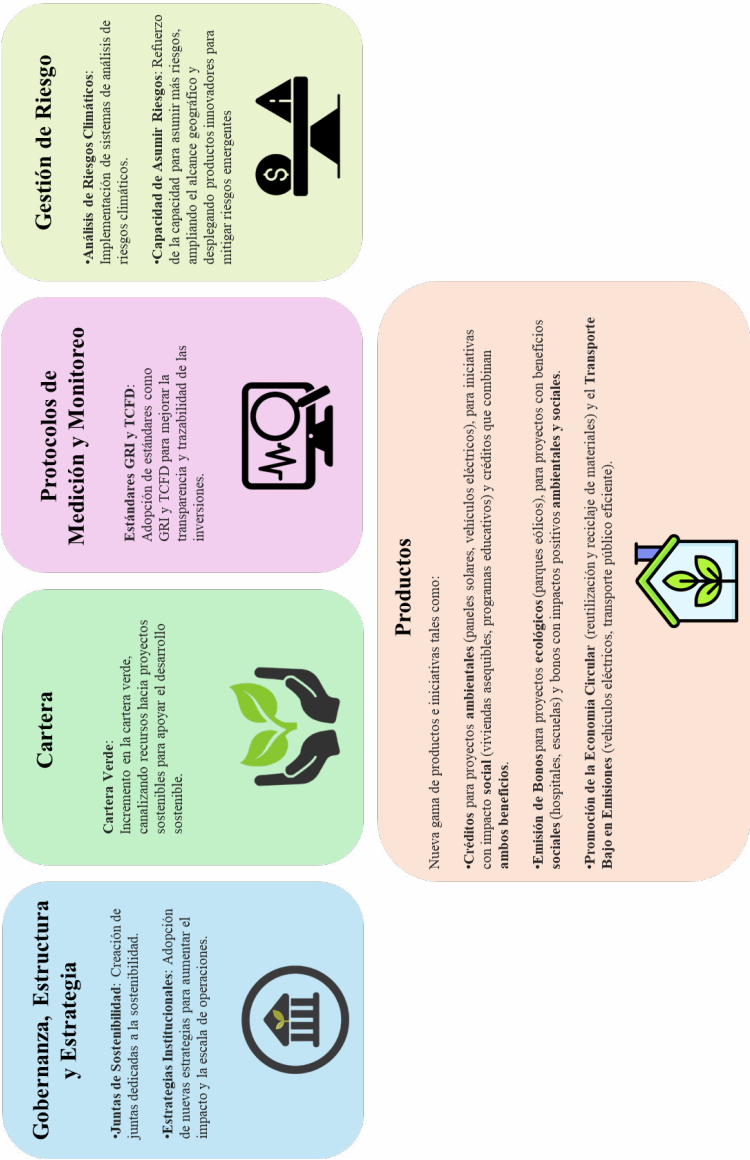 Gobernanza, Estructura
y Estrategia
•Juntas de Sostenibilidad: Creación de
juntas dedicadas a la sostenibilidad.
•Estrategias Institucionales: Adopción
de nuevas estrategias para aumentar el
impacto y la escala de operaciones.
Cartera
Cartera Verde:
Incremento en la cartera verde,
canalizando recursos hacia proyectos
sostenibles para apoyar el desarrollo
sostenible.
Protocolos de
Medición y Monitoreo
Estándares GRI y TCFD:
Adopción de estándares como
GRI y TCFD para mejorar la
transparencia y trazabilidad de las
inversiones.
Gestión de Riesgo
•Análisis de Riesgos Climáticos:
Implementación de sistemas de análisis de
riesgos climáticos.
•Capacidad de Asumir Riesgos: Refuerzo
de la capacidad para asumir más riesgos,
ampliando el alcance geográfico y
desplegando productos innovadores para
mitigar riesgos emergentes
$
Productos
Nueva gama de productos e iniciativas tales como:
•Créditos para proyectos ambientales (paneles solares, vehículos eléctricos), para iniciativas
con impacto social (viviendas asequibles, programas educativos) y créditos que combinan
ambos beneficios.
•Emisión de Bonos para proyectos ecológicos (parques eólicos), para proyectos con beneficios
sociales (hospitales, escuelas) y bonos con impactos positivos ambientales y sociales.
•Promoción de la Economía Circular (reutilización y reciclaje de materiales) y el Transporte
Bajo en Emisiones (vehículos eléctricos, transporte público eficiente).